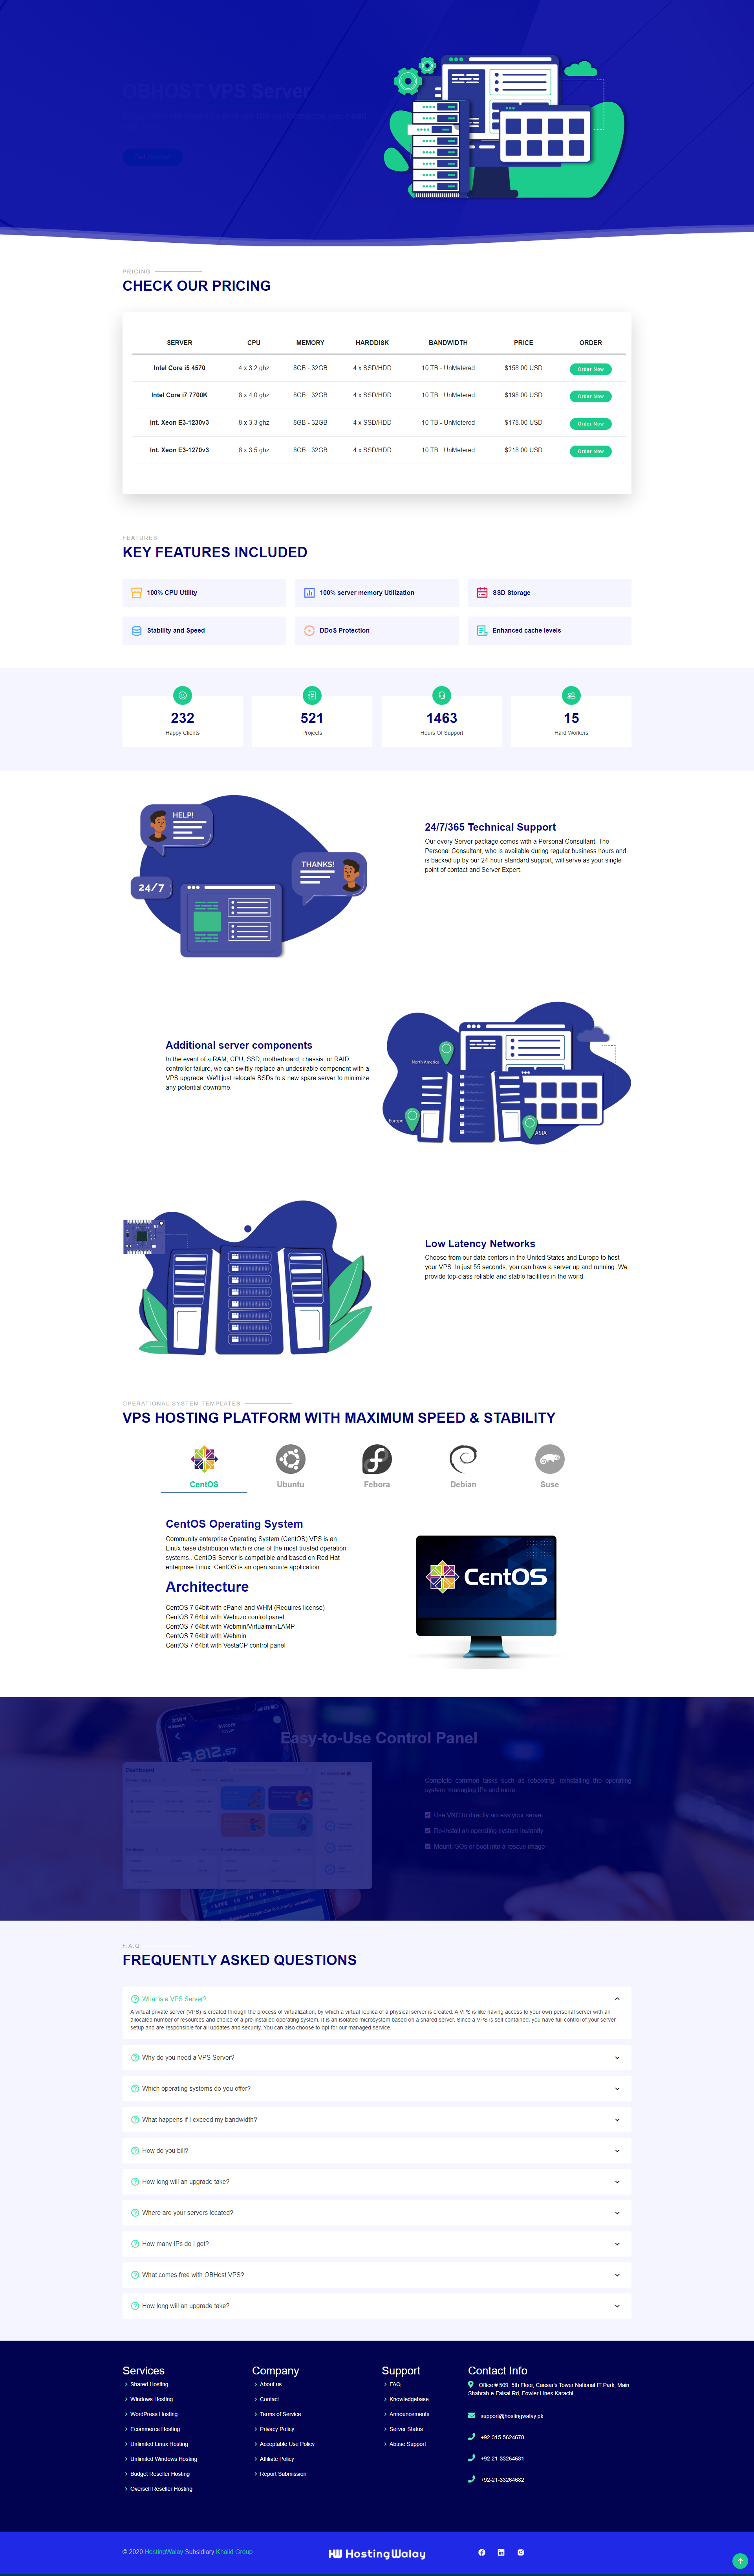 OBHOST VPS Server
PRICING
CHECK OUR PRICING
SERVER CPU MEMORY HARDDISK BANDWIDTH PRICE ORDER
Intel Core i5 4570 4 x 3.2 ghz 8GB - 32GB 4 x SSD/HDD 10 TB - UnMetered $158.00 USD Order Now
Intel Core i7 7700K 8 x 4.0 ghz 8GB - 32GB 4 x SSD/HDD 10 TB - UnMetered $198.00 USD Order Now
Int. Xeon E3-1230v3 8 x 3.3 ghz 8GB - 32GB 4 x SSD/HDD 10 TB - UnMetered $178.00 USD Order Now
Int. Xeon E3-1270v3 8 x 3.5 ghz 8GB - 32GB 4 x SSD/HDD 10 TB - UnMetered $218.00 USD Order Now
FEATURES
KEY FEATURES INCLUDED
100% CPU Utility
100% server memory Utilization
SSD Storage
Stability and Speed
DDoS Protection
Enhanced cache levels
232
Happy Clients
521
Projects
1463
Hours Of Support
15
Hard Workers
HELP!
THANKS!
24/7
24/7/365 Technical Support
Our every Server package comes with a Personal Consultant. The
Personal Consultant, who is available during regular business hours and
is backed up by our 24-hour standard support, will serve as your single
point of contact and Server Expert.
Additional server components
In the event of a RAM, CPU, SSD, motherboard, chassis, or RAID
controller failure, we can swiftly replace an undesirable component with a
VPS upgrade. We'll just relocate SSDs to a new spare server to minimize
any potential downtime.
North America
Europe
ASIA
Low Latency Networks
Choose from our data centers in the United States and Europe to host
your VPS. In just 55 seconds, you can have a server up and running. We
provide top-class reliable and stable facilities in the world.
OPERATIONAL SYSTEM TEMPLATES
VPS HOSTING PLATFORM WITH MAXIMUM SPEED & STABILITY
CentOS
Ubuntu
Febora
Debian
Suse
CentOS Operating System
Community enterprise Operating System (CentOS) VPS is an
Linux base distribution which is one of the most trusted operation
systems.. CentOS Server is compatible and based on Red Hat
enterprise Linux. CentOS is an open source application..
Architecture
CentOS 7 64bit with cPanel and WHM (Requires license)
CentOS 7 64bit with Webuzo control panel
CentOS 7 64bit with Webmin/Virtualmin/LAMP
CentOS 7 64bit with Webmin
CentOS 7 64bit with VestaCP control panel
CentOS
Easy-to-Use Control Panel
3,812.57
Dashboard
Complete common tasks such as rebooting, reinstalling the operating
system, managing IPs and more.
Use VNC to directly access your server
Re-install an operating system instantly
Mount ISOs or boot into a rescue image
F.A.Q
FREQUENTLY ASKED QUESTIONS
What is a VPS Server?
A virtual private server (VPS) is created through the process of virtualization, by which a virtual replica of a physical server is created. A VPS is like having access to your own personal server with an
allocated number of resources and choice of a pre-installed operating system. It is an isolated microsystem based on a shared server. Since a VPS is self contained, you have full control of your server
setup and are responsible for all updates and security. You can also choose to opt for our managed service.
Why do you need a VPS Server?
Which operating systems do you offer?
What happens if I exceed my bandwidth?
How do you bill?
How long will an upgrade take?
Where are your servers located?
How many IPs do I get?
What comes free with OBHost VPS?
How long will an upgrade take?
Services
Shared Hosting
Windows Hosting
WordPress Hosting
Ecommerce Hosting
Unlimited Linux Hosting
Unlimited Windows Hosting
Budget Reseller Hosting
Oversell Reseller Hosting
Company
About us
Contact
Terms of Service
Privacy Policy
Acceptable Use Policy
Affiliate Policy
Report Submission
Support
FAQ
Knowledgebase
Announcements
Server Status
Abuse Support
Contact Info
Office # 509, 5th Floor, Caesar's Tower National IT Park, Main
Shahrah-e-Faisal Rd, Fowler Lines Karachi.
support@hostingwalay.pk
+92-315-5624678
+92-21-33264681
+92-21-33264682
© 2020 HostingWalay Subsidiary Khalid Group
HW HostingWalay